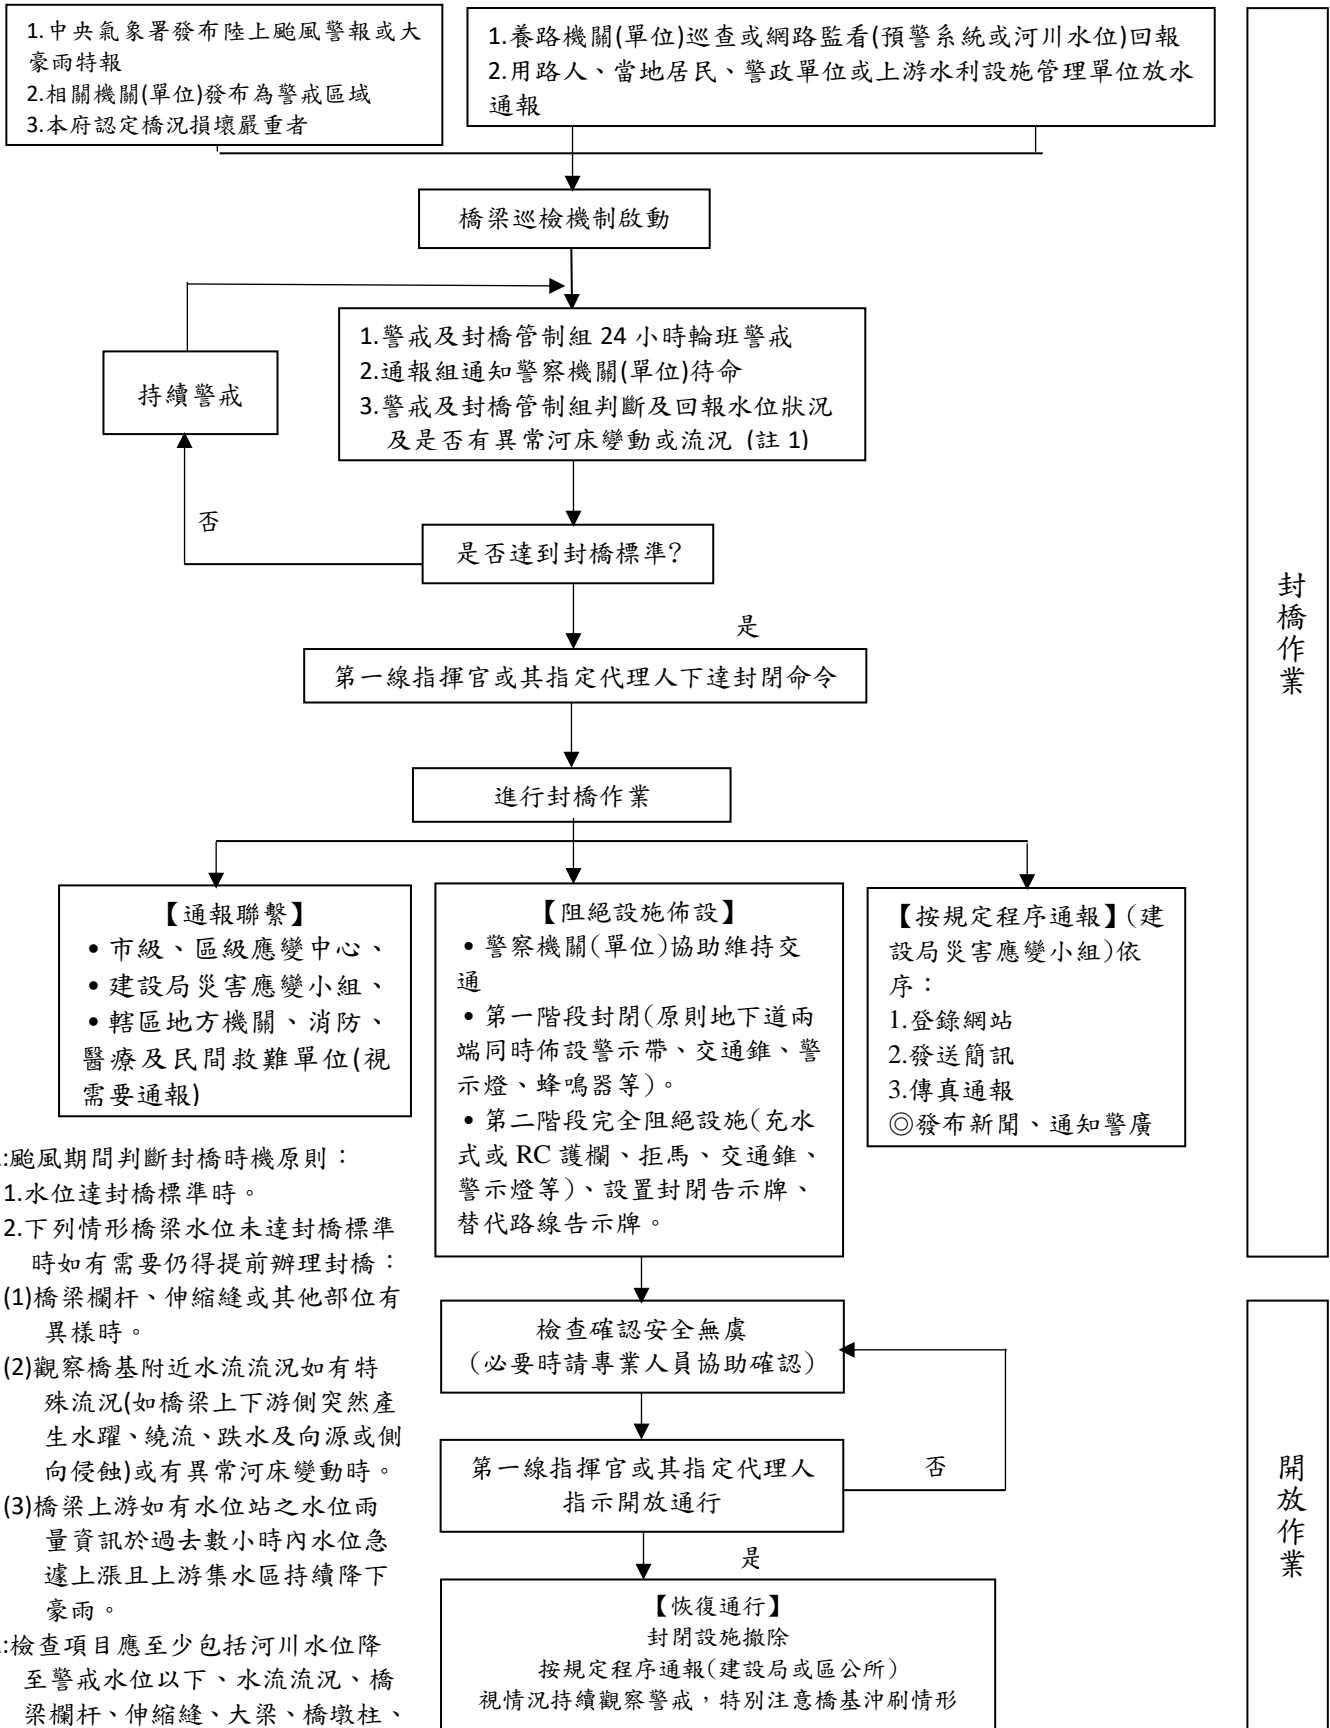 1.中央氣象署發布陸上颱風警報或大
豪雨特報
2.相關機關(單位)發布為警戒區域
3.本府認定橋況損壞嚴重者
1.養路機關(單位)巡查或網路監看(預警系統或河川水位)回報
2.用路人、當地居民、警政單位或上游水利設施管理單位放水
通報
橋梁巡檢機制啟動
持續警戒
1.警戒及封橋管制組 24 小時輪班警戒
2.通報組通知警察機關(單位)待命
3.警戒及封橋管制組判斷及回報水位狀況
及是否有異常河床變動或流況 (註 1)
否
是否達到封橋標準?
是
第一線指揮官或其指定代理人下達封閉命令
進行封橋作業
【通報聯繫】
•市級、區級應變中心、
•建設局災害應變小組、
•轄區地方機關、消防、
醫療及民間救難單位(視
需要通報)
【阻絕設施佈設】
•警察機關(單位)協助維持交
通
•第一階段封閉(原則地下道兩
端同時佈設警示帶、交通錐、警
示燈、蜂鳴器等)。
•第二階段完全阻絕設施(充水
式或 RC 護欄、拒馬、交通錐、
警示燈等)、設置封閉告示牌、
替代路線告示牌。
【按規定程序通報】(建
設局災害應變小組)依
序：
1.登錄網站
2.發送簡訊
3.傳真通報
◎發布新聞、通知警廣
封橋作業
:颱風期間判斷封橋時機原則：
1.水位達封橋標準時。
2.下列情形橋梁水位未達封橋標準
時如有需要仍得提前辦理封橋：
(1)橋梁欄杆、伸縮縫或其他部位有
異樣時。
(2)觀察橋基附近水流流況如有特
殊流況(如橋梁上下游側突然產
生水躍、繞流、跌水及向源或側
向侵蝕)或有異常河床變動時。
(3)橋梁上游如有水位站之水位雨
量資訊於過去數小時內水位急
遽上漲且上游集水區持續降下
豪雨。
:檢查項目應至少包括河川水位降
至警戒水位以下、水流流況、橋
梁欄杆、伸縮縫、大梁、橋墩柱、
檢查確認安全無虞
(必要時請專業人員協助確認)
第一線指揮官或其指定代理人
指示開放通行
否
是
【恢復通行】
封閉設施撤除
按規定程序通報(建設局或區公所)
視情況持續觀察警戒，特別注意橋基沖刷情形
開放作業